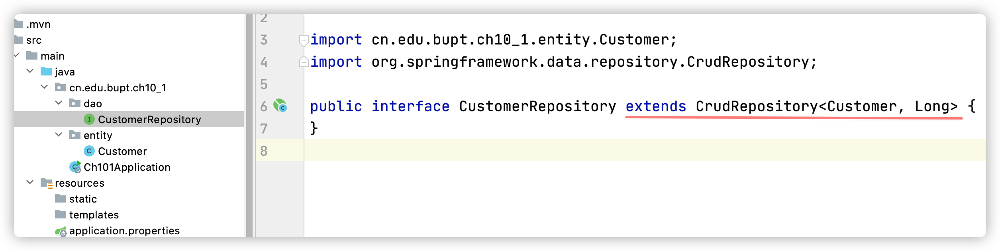 .mvn
src
main
java
cn.edu.bupt.ch10_1
dao
CustomerRepository
entity
Customer
Ch101Application
resources
static
templates
application.properties
2
3 import cn.edu.bupt.ch10_1.entity.Customer;
4 import org.springframework.data.repository.CrudRepository;
5
6 public interface CustomerRepository extends CrudRepository<Customer, Long> {
7 }
8